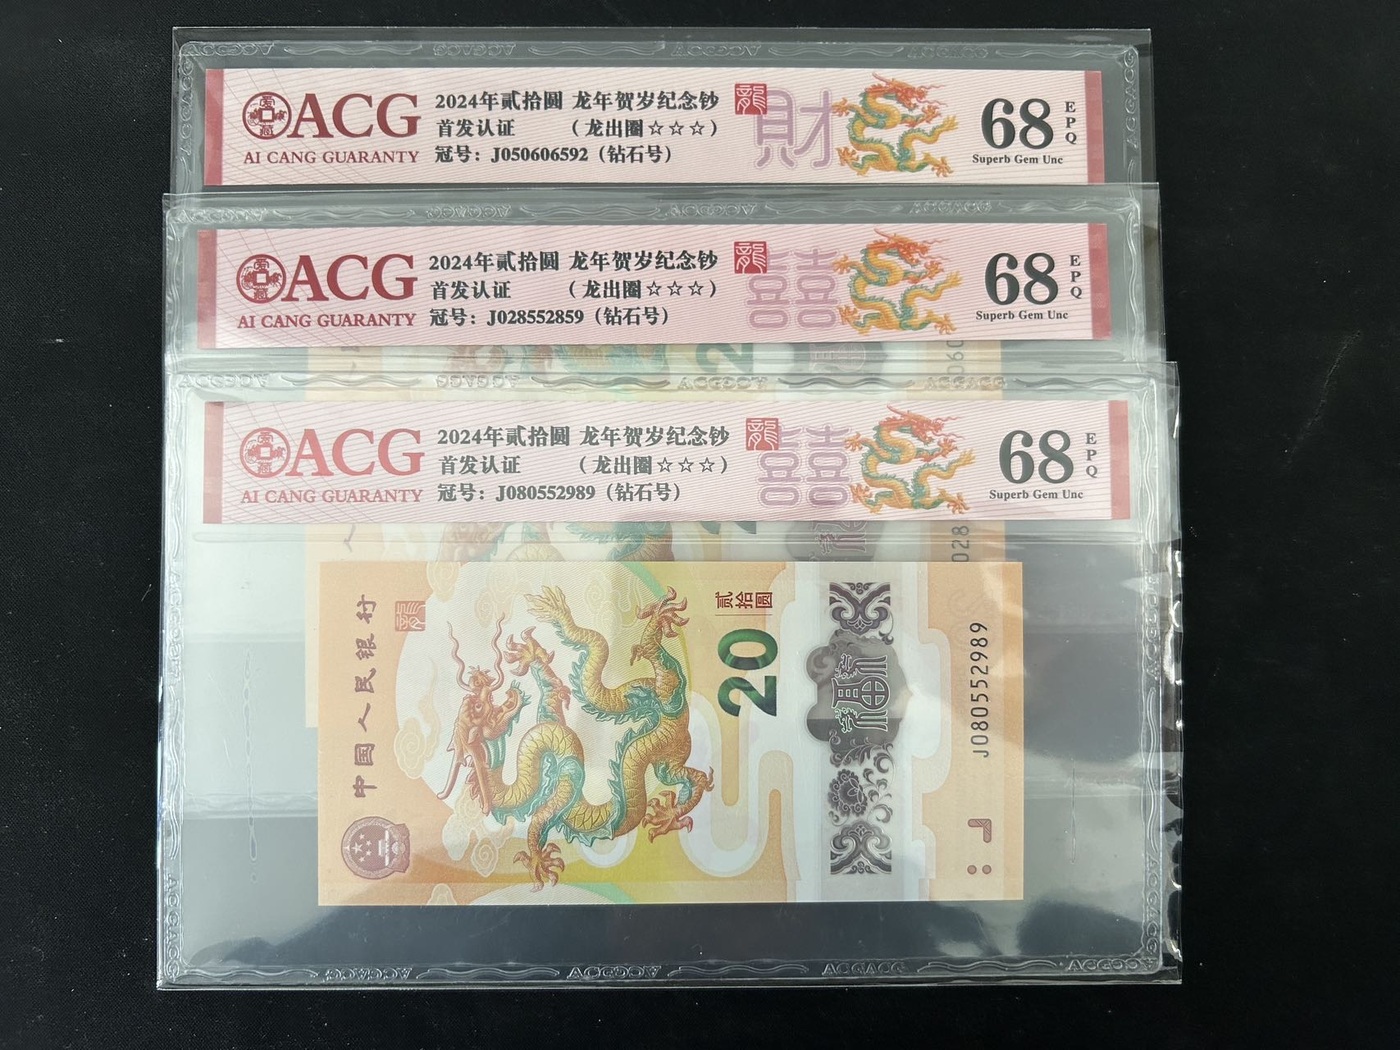 ACG
AI CANG GUARANTY
2024年贰拾圆 龙年贺岁纪念钞
首发认证 (龙出圈☆☆☆)
冠号: J050606592 (钻石号)
龍
財
68
EPQ
Superb Gem Unc
ACG
AI CANG GUARANTY
2024年贰拾圆 龙年贺岁纪念钞
首发认证 (龙出圈☆☆☆)
冠号: J028552859 (钻石号)
龍
囍
68
EPQ
Superb Gem Unc
ACG
AI CANG GUARANTY
2024年贰拾圆 龙年贺岁纪念钞
首发认证 (龙出圈☆☆☆)
冠号: J080552989 (钻石号)
龍
囍
68
EPQ
Superb Gem Unc
中国人民银行
贰拾圆
20
福
J080552989
028